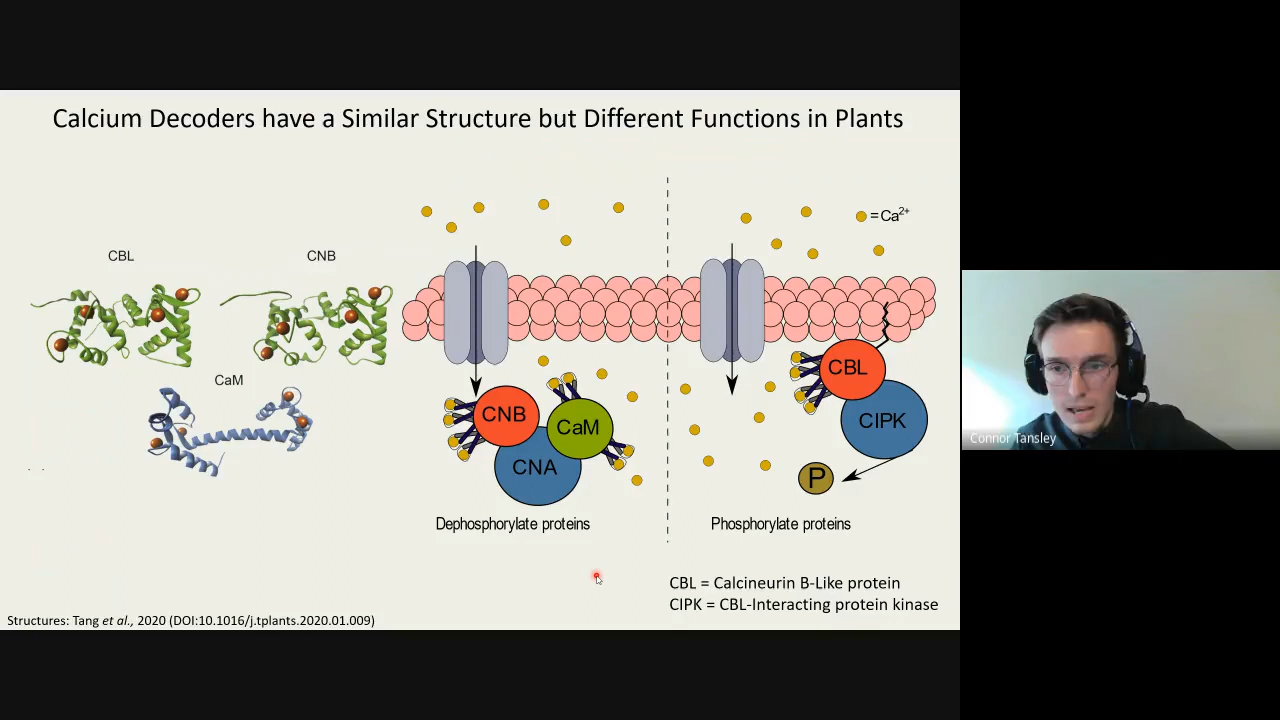 Calcium Decoders have a Similar Structure but Different Functions in Plants
=Ca²⁺
CBL
CNB
CaM
CNB
CaM
CNA
CBL
CIPK
P
Dephosphorylate proteins
Phosphorylate proteins
CBL = Calcineurin B-Like protein
CIPK = CBL-Interacting protein kinase
Structures: Tang et al., 2020 (DOI:10.1016/j.tplants.2020.01.009)
Connor Tansley